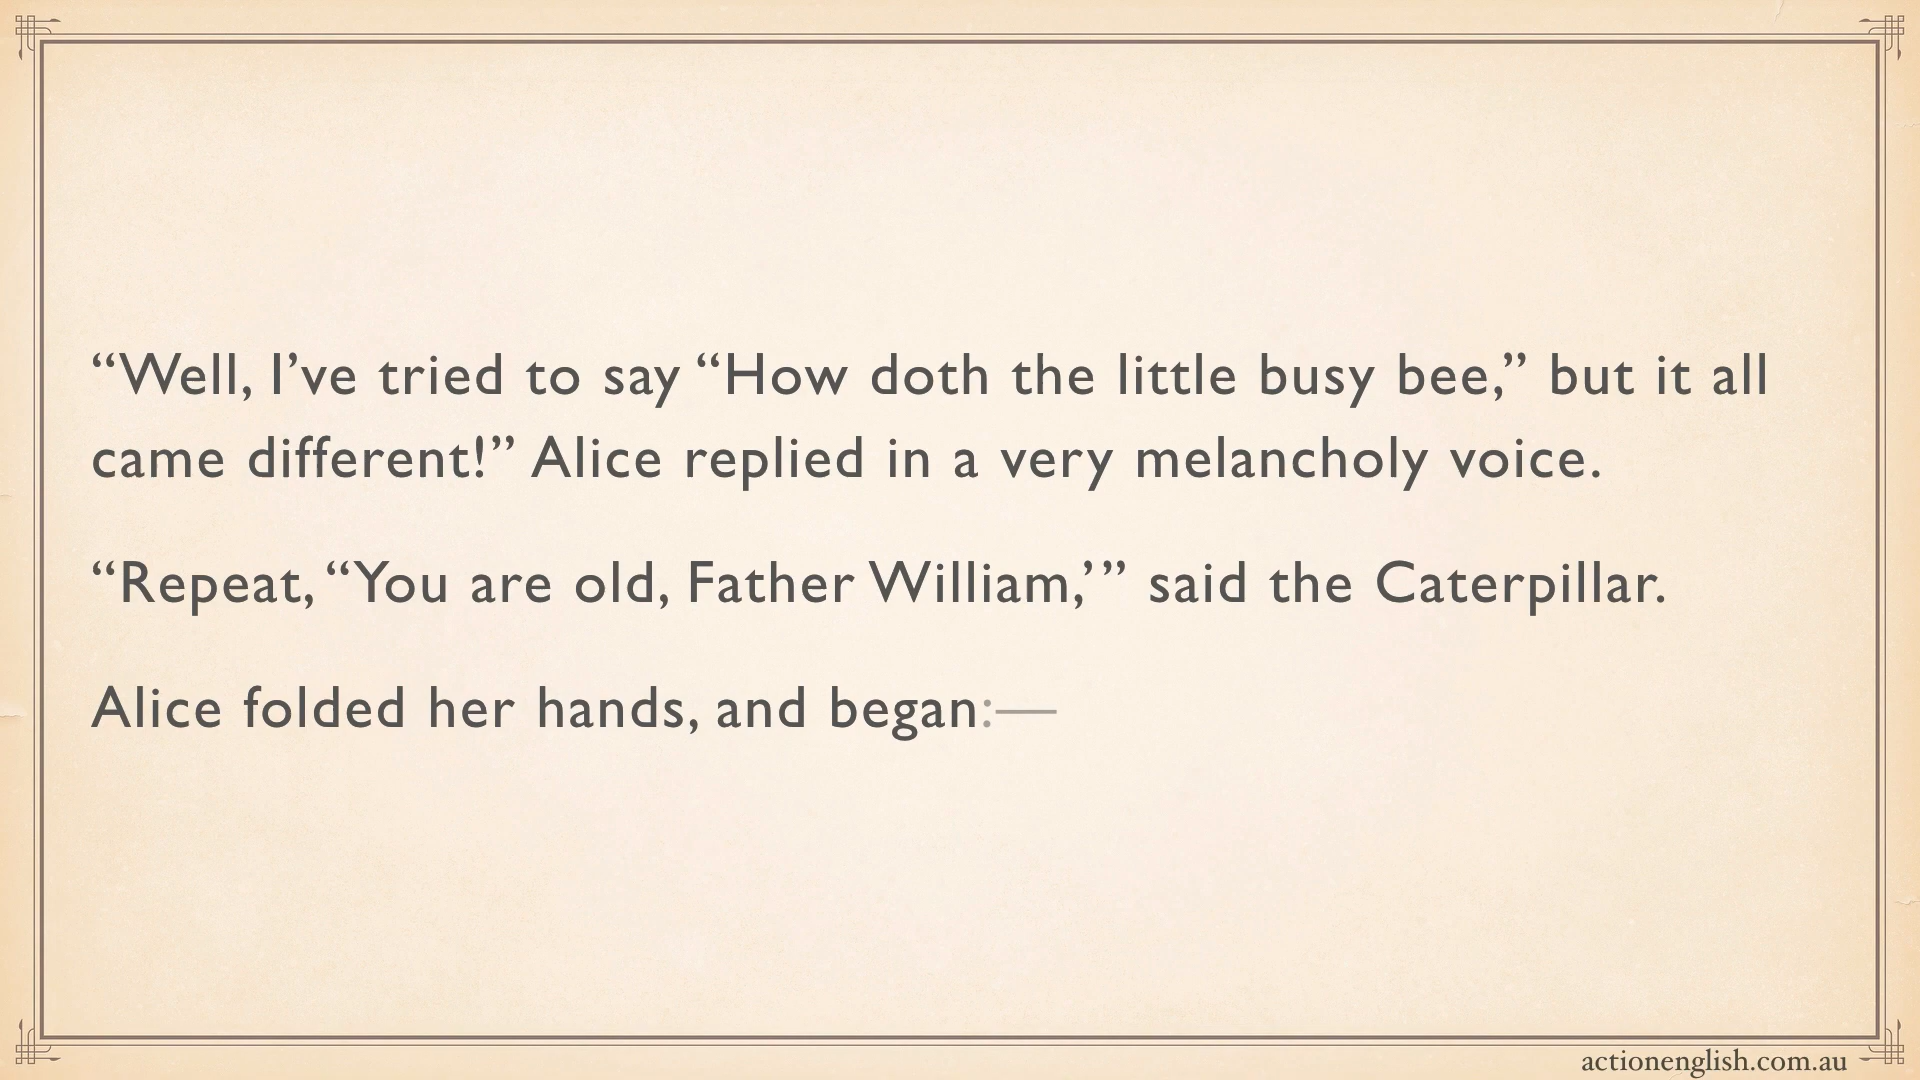 “Well, I’ve tried to say “How doth the little busy bee,” but it all
came different!” Alice replied in a very melancholy voice.
“Repeat, “You are old, Father William,’” said the Caterpillar.
Alice folded her hands, and began:—
actionenglish.com.au